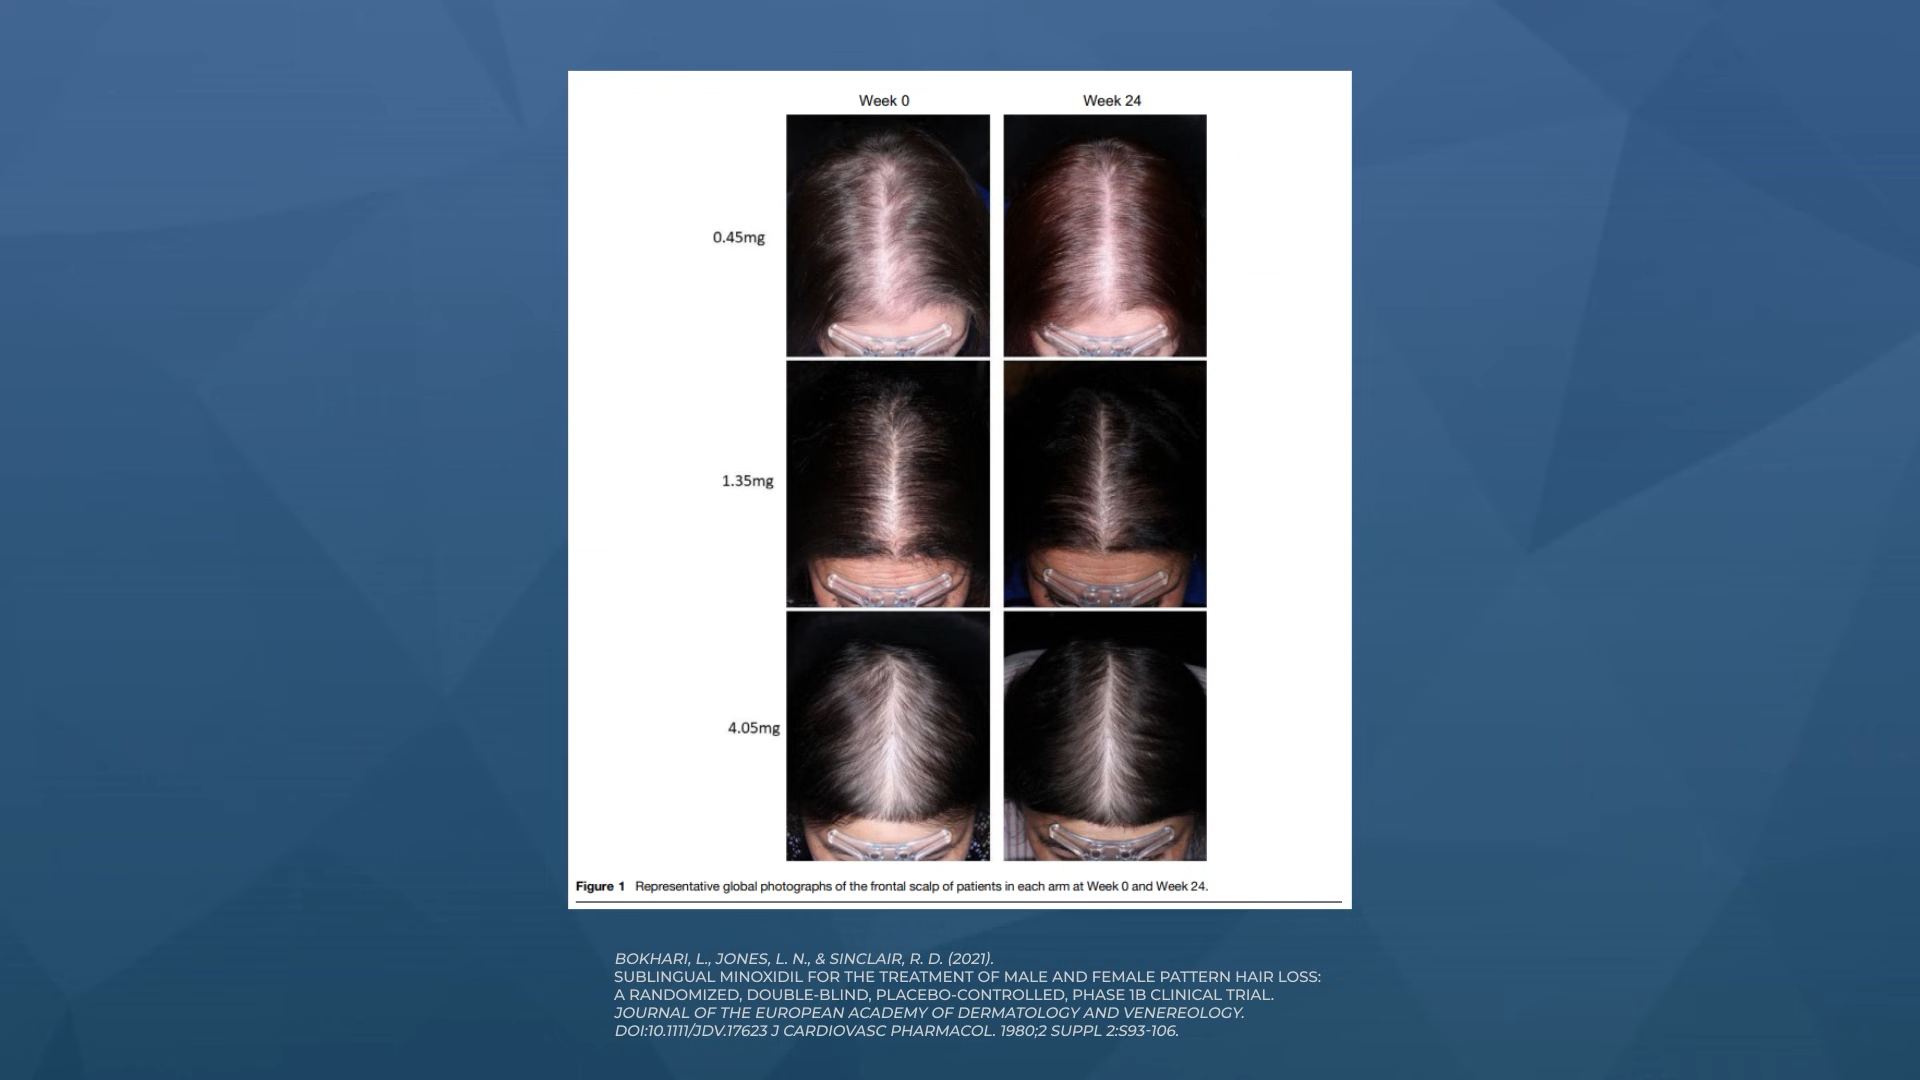 Week 0 Week 24
0.45mg
1.35mg
4.05mg
Figure 1 Representative global photographs of the frontal scalp of patients in each arm at Week 0 and Week 24.
BOKHARI, L., JONES, L. N., & SINCLAIR, R. D. (2021).
SUBLINGUAL MINOXIDIL FOR THE TREATMENT OF MALE AND FEMALE PATTERN HAIR LOSS:
A RANDOMIZED, DOUBLE-BLIND, PLACEBO-CONTROLLED, PHASE 1B CLINICAL TRIAL.
JOURNAL OF THE EUROPEAN ACADEMY OF DERMATOLOGY AND VENEREOLOGY.
DOI:10.1111/JDV.17623 J CARDIOVASC PHARMACOL. 1980;2 SUPPL 2:S93-106.